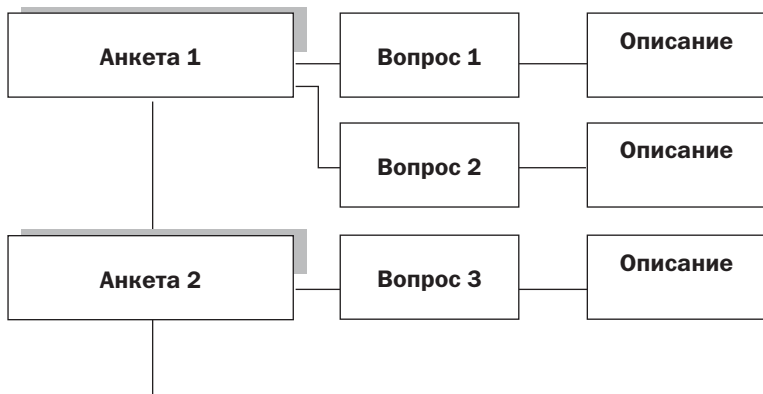 Анкета 1
Вопрос 1
Описание
Вопрос 2
Описание
Анкета 2
Вопрос 3
Описание